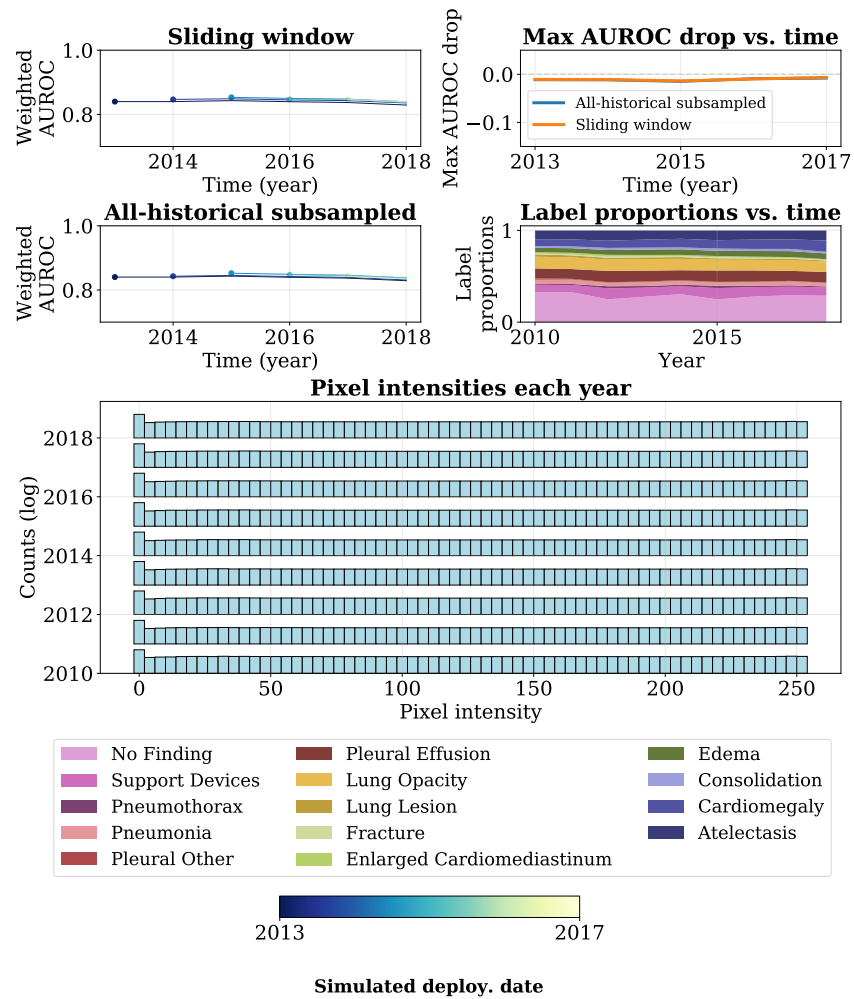 Sliding window
Weighted
AUROC
1.0
0.8
2014
2016
2018
Time (year)
Max AUROC drop vs. time
Max AUROC drop
0.0
−0.1
All-historical subsampled
Sliding window
2013
2015
2017
Time (year)
All-historical subsampled
Weighted
AUROC
1.0
0.8
2014
2016
2018
Time (year)
Label proportions vs. time
Label
proportions
1
0
2010
2015
Year
Pixel intensities each year
Counts (log)
2018
2016
2014
2012
2010
0
50
100
150
200
250
Pixel intensity
No Finding
Support Devices
Pneumothorax
Pneumonia
Pleural Other
Pleural Effusion
Lung Opacity
Lung Lesion
Fracture
Enlarged Cardiomediastinum
Edema
Consolidation
Cardiomegaly
Atelectasis
2013
2017
Simulated deploy. date